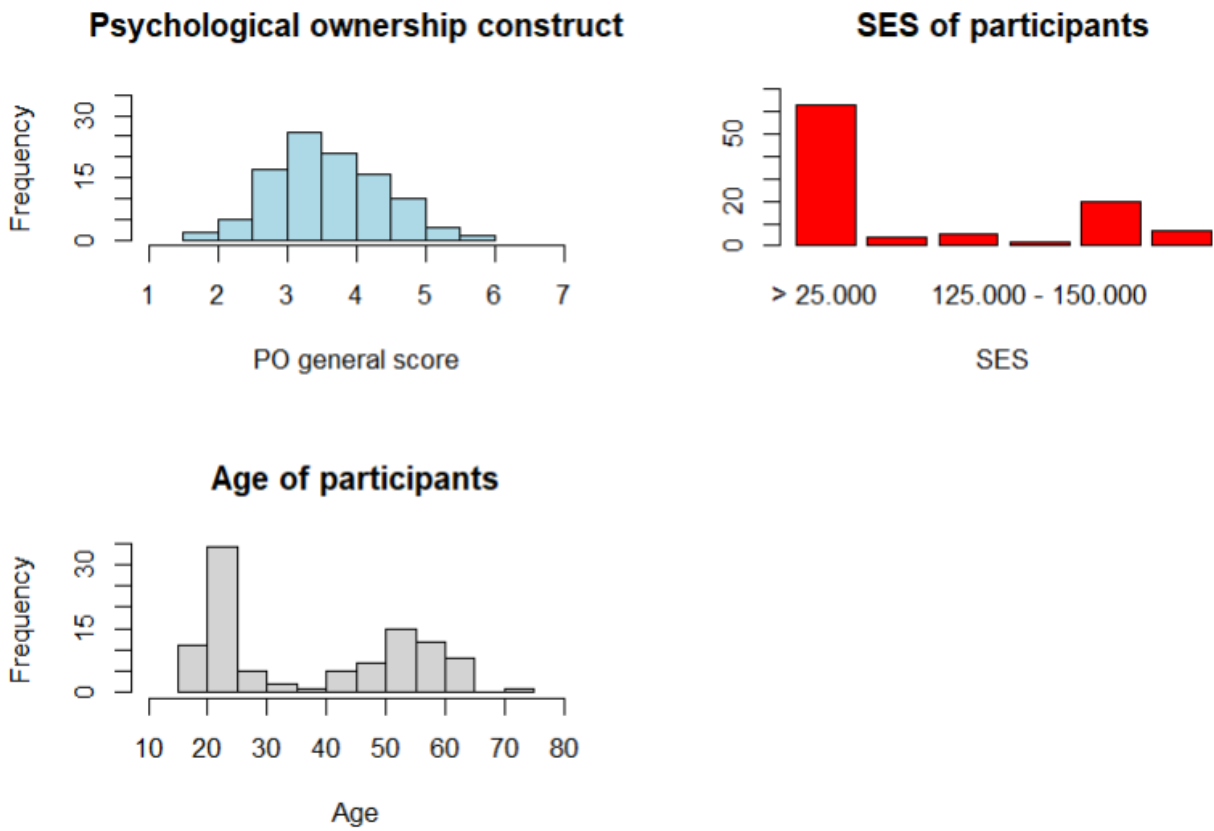 Psychological ownership construct
Frequency
0 15 30
1 2 3 4 5 6 7
PO general score
SES of participants
0 20 50
> 25.000 125.000 - 150.000
SES
Age of participants
Frequency
0 15 30
10 20 30 40 50 60 70 80
Age